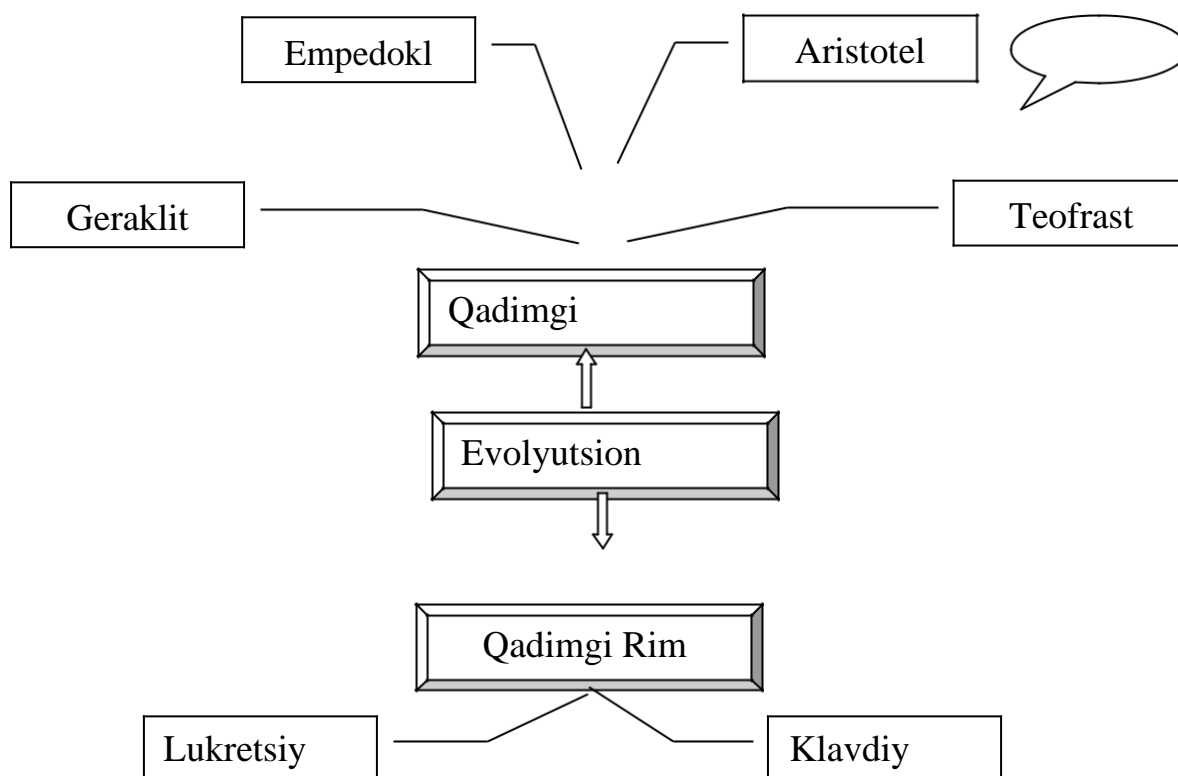 Empedokl
Aristotel
Geraklit
Teofrast
Qadimgi
Evolyutsion
Qadimgi Rim
Lukretsiy
Klavdiy